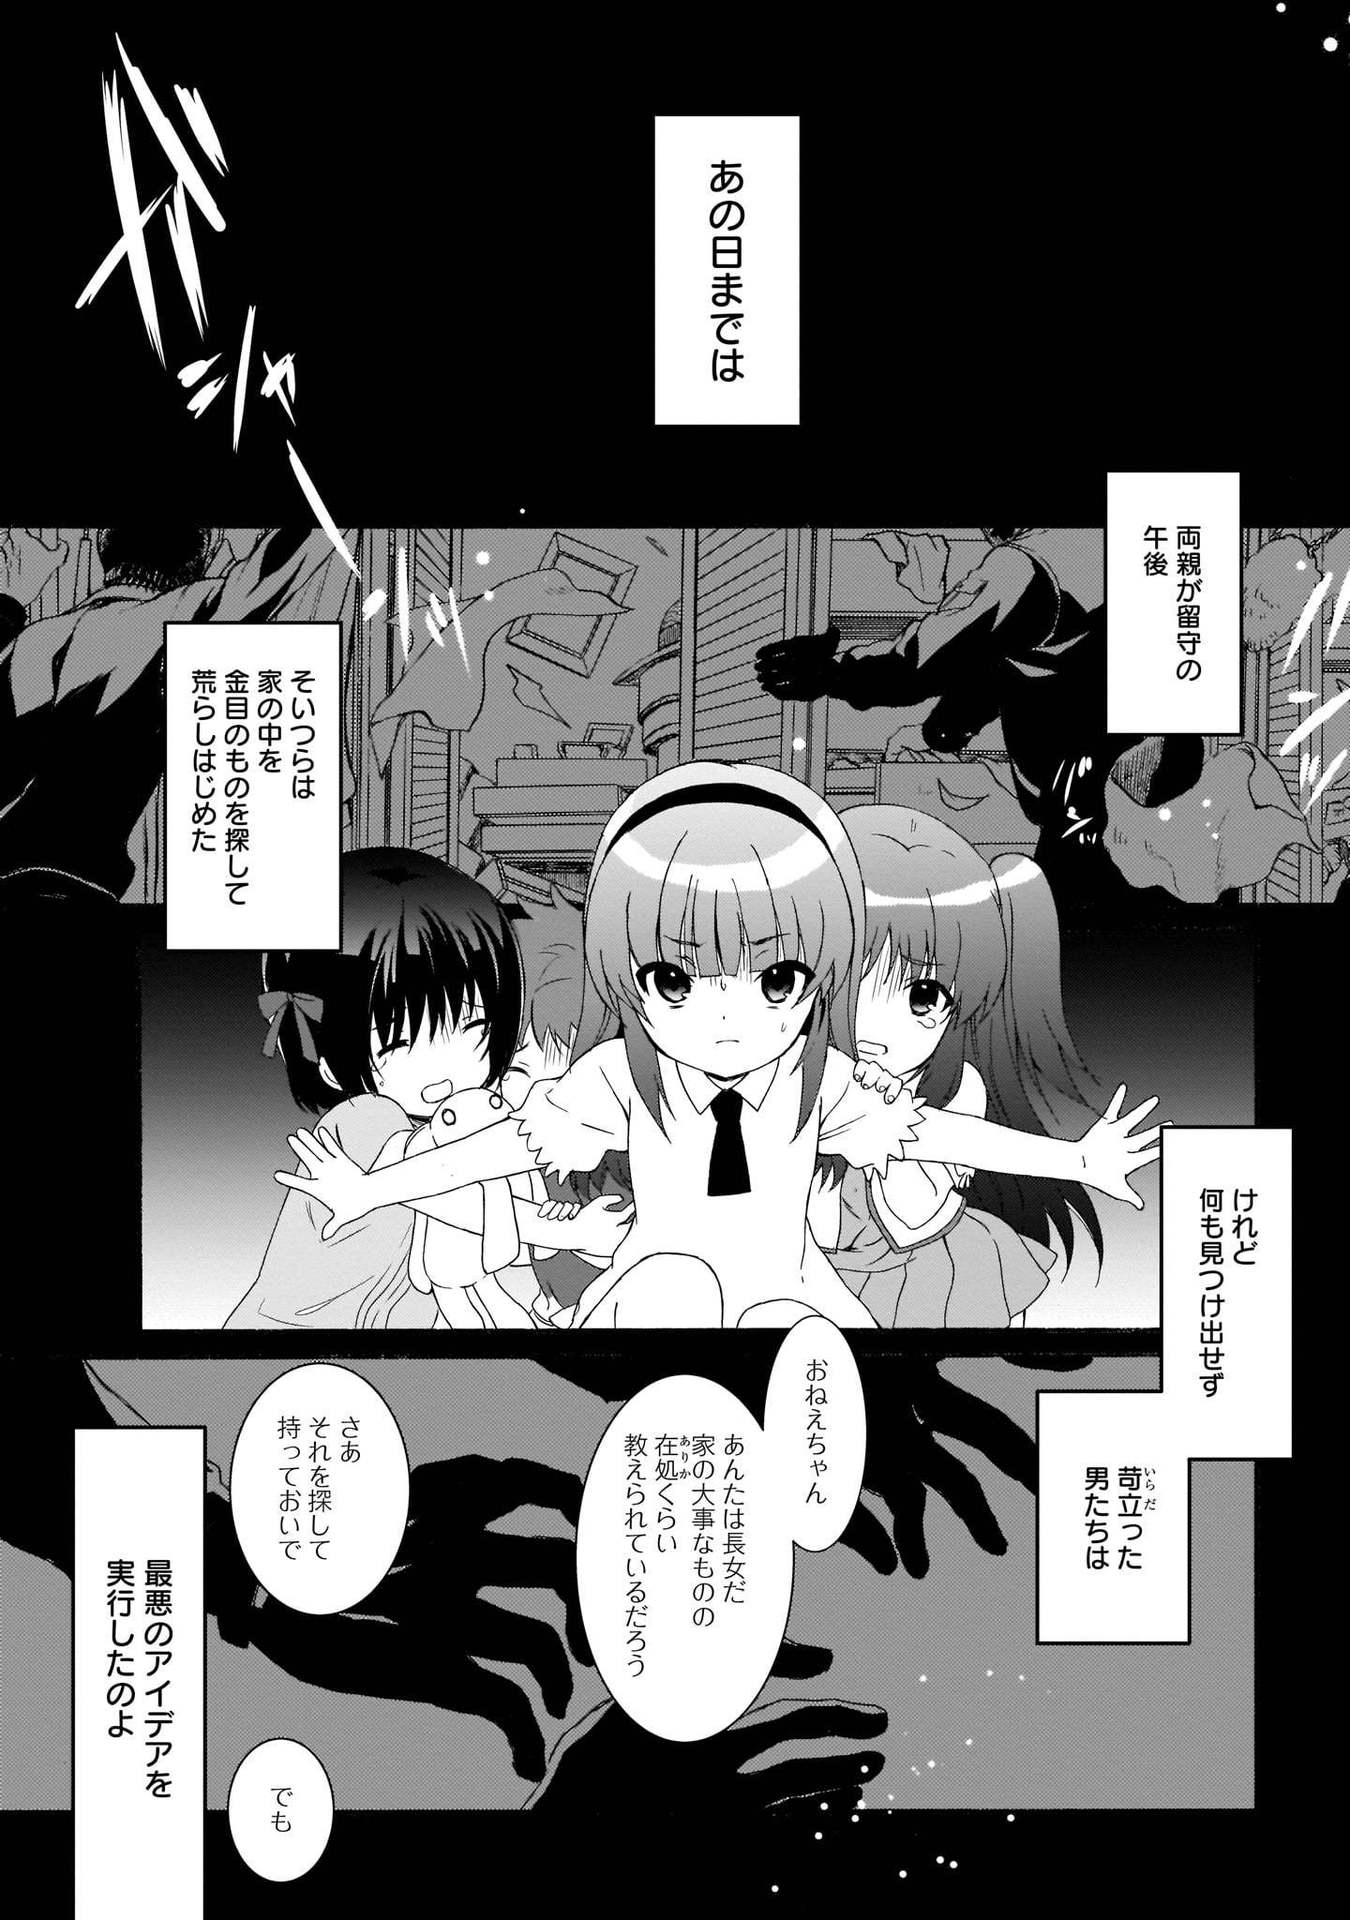 あの日までは
ガシャ
両親が留守の
午後
そいつらは
家の中を
金目のものを探して
荒らしはじめた
けれど
何も見つけ出せず
苛立った
いらだ
男たちは
おねえちゃん
あんたは長女だ
家の大事なものの
在処くらい
ありか
教えられているだろう
さあ
それを探して
持っておいで
でも
最悪のアイデアを
実行したのよ